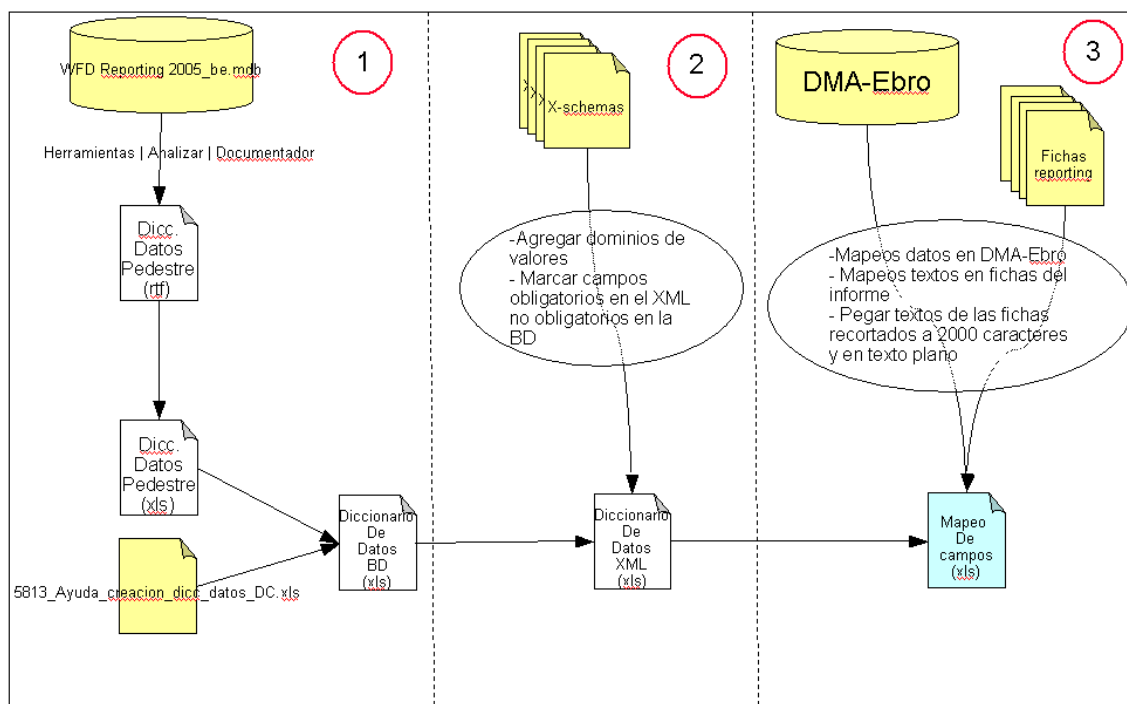 WFD Reporting 2005_be.mdb
1
Herramientas | Analizar | Documentador
Dicc.
Datos
Pedestre
(rtf)
Dicc.
Datos
Pedestre
(xls)
5813_Ayuda_creacion_dicc_datos_DC.xls
Diccionario
De
Datos
BD
(xls)
2
X
X
X
X-schemas
-Agregar dominios de
valores
- Marcar campos
obligatorios en el XML
no obligatorios en la
BD
Diccionario
De
Datos
XML
(xls)
3
DMA-Ebro
Fichas
reporting
-Mapeos datos en DMA-Ebro
- Mapeos textos en fichas del
informe
- Pegar textos de las fichas
recortados a 2000 caracteres
y en texto plano
Mapeo
De
campos
(xls)